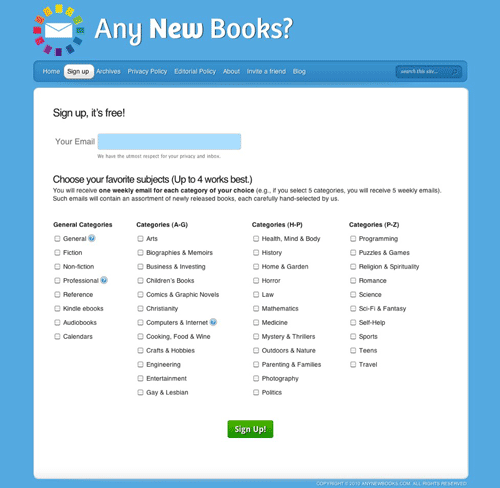 Any New Books?
Home Sign up Archives Privacy Policy Editorial Policy About Invite a friend Blog search this site...
Sign up, it's free!
Your Email
We have the utmost respect for your privacy and inbox.
Choose your favorite subjects (Up to 4 works best.)
You will receive one weekly email for each category of your choice (e.g., if you select 5 categories, you will receive 5 weekly emails).
Such emails will contain an assortment of newly released books, each carefully hand-selected by us.
General Categories
General
Fiction
Non-fiction
Professional
Reference
Kindle ebooks
Audiobooks
Calendars
Categories (A-G)
Arts
Biographies & Memoirs
Business & Investing
Children's Books
Comics & Graphic Novels
Christianity
Computers & Internet
Cooking, Food & Wine
Crafts & Hobbies
Engineering
Entertainment
Gay & Lesbian
Categories (H-P)
Health, Mind & Body
History
Home & Garden
Horror
Law
Mathematics
Medicine
Mystery & Thrillers
Outdoors & Nature
Parenting & Families
Photography
Politics
Categories (P-Z)
Programming
Puzzles & Games
Religion & Spirituality
Romance
Science
Sci-Fi & Fantasy
Self-Help
Sports
Teens
Travel
Sign Up!
COPYRIGHT © 2010 ANYNEWBOOKS.COM. ALL RIGHTS RESERVED.